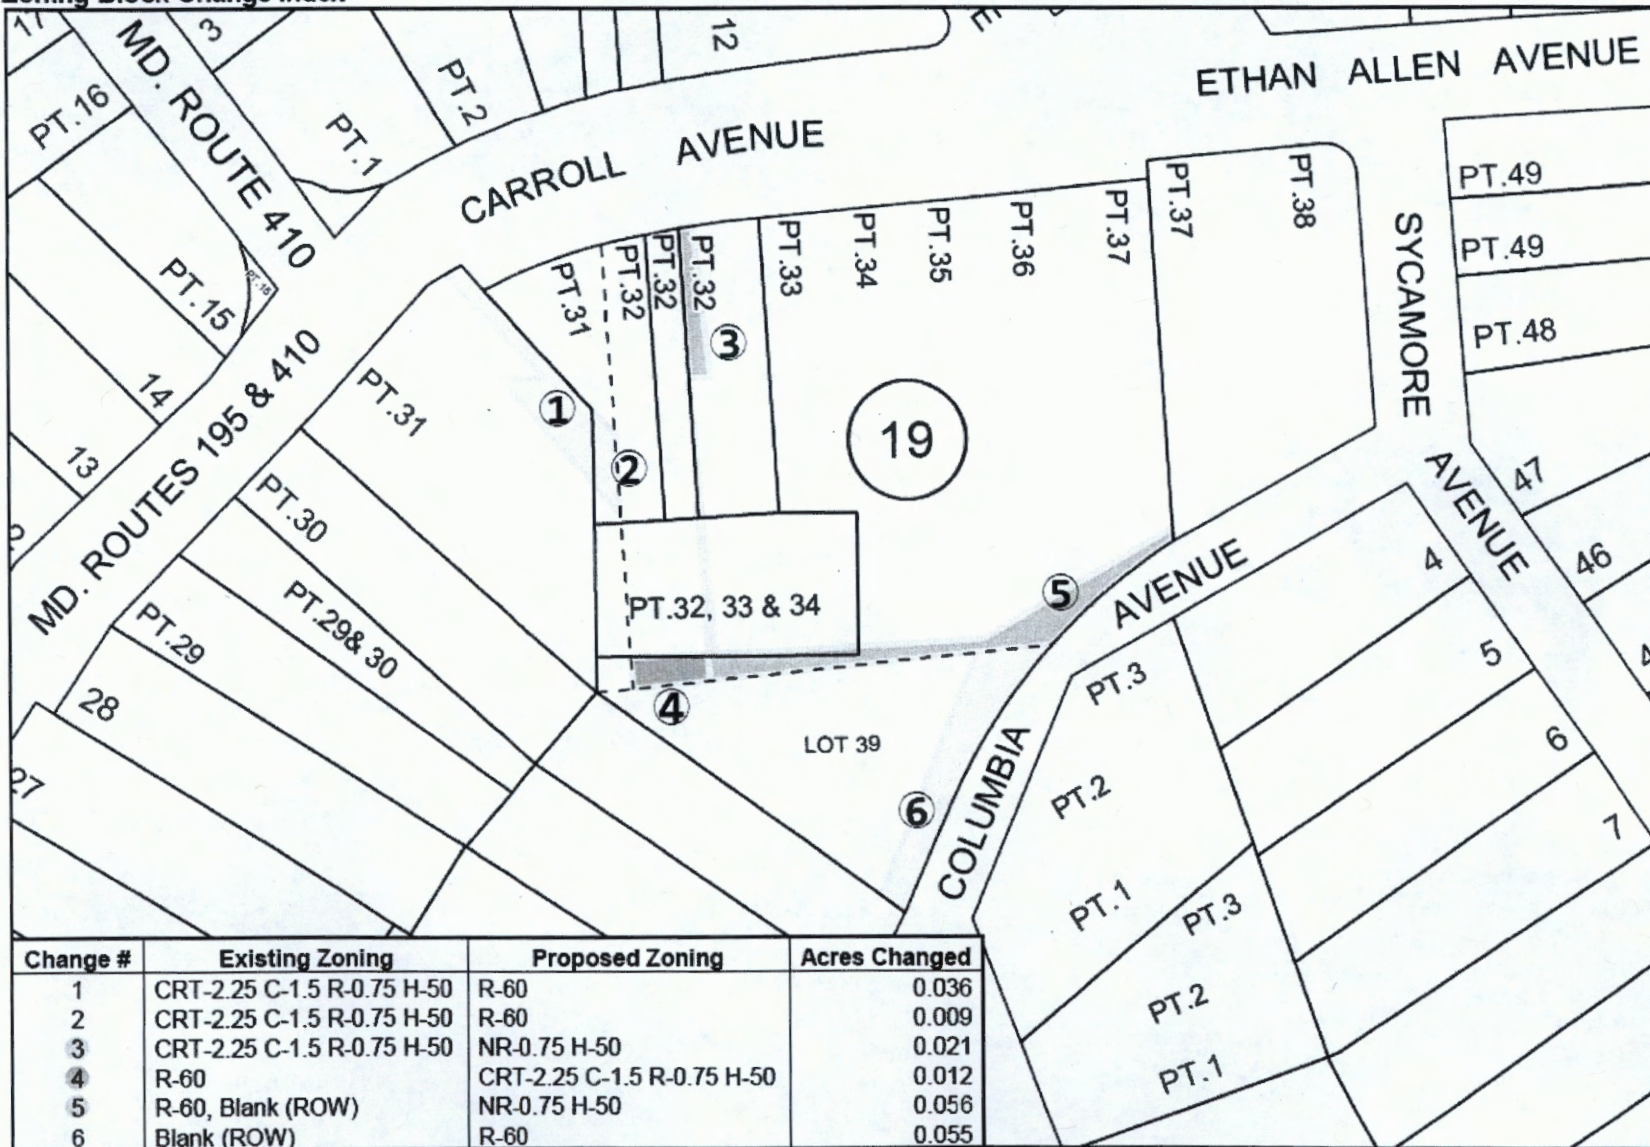 Zoning Block Change Index
17
3
12
MD. ROUTE 410
PT.16
PT.1
PT.2
CARROLL AVENUE
ETHAN ALLEN AVENUE
PT.15
PT.16
14
13
MD. ROUTES 195 & 410
PT.31
PT.31
PT.32
PT.32
PT.32
PT.33
PT.34
PT.35
PT.36
PT.37
PT.37
PT.38
PT.49
PT.49
PT.48
SYCAMORE AVENUE
47
46
1
2
3
19
PT.30
PT.29& 30
PT.29
28
27
PT.32, 33 & 34
5
4
LOT 39
6
COLUMBIA AVENUE
4
5
6
7
PT.3
PT.2
PT.1
PT.3
PT.2
PT.1
Change # Existing Zoning Proposed Zoning Acres Changed
1 CRT-2.25 C-1.5 R-0.75 H-50 R-60 0.036
2 CRT-2.25 C-1.5 R-0.75 H-50 R-60 0.009
3 CRT-2.25 C-1.5 R-0.75 H-50 NR-0.75 H-50 0.021
4 R-60 CRT-2.25 C-1.5 R-0.75 H-50 0.012
5 R-60, Blank (ROW) NR-0.75 H-50 0.056
6 Blank (ROW) R-60 0.055